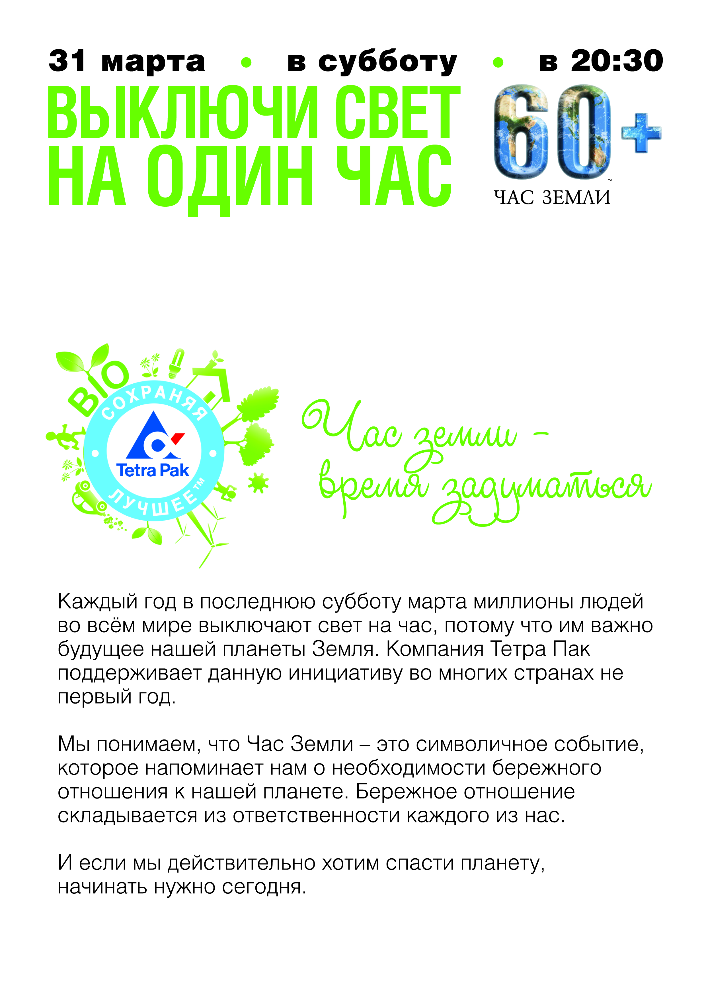 31 марта • в субботу • в 20:30
ВЫКЛЮЧИ СВЕТ
НА ОДИН ЧАС
60+
™
ЧАС ЗЕМЛИ
BIO
СОХРАНЯЯ
Tetra Pak
ЛУЧШЕЕ™
Час земли –
время задуматься
Каждый год в последнюю субботу марта миллионы людей
во всём мире выключают свет на час, потому что им важно
будущее нашей планеты Земля. Компания Тетра Пак
поддерживает данную инициативу во многих странах не
первый год.
Мы понимаем, что Час Земли – это символичное событие,
которое напоминает нам о необходимости бережного
отношения к нашей планете. Бережное отношение
складывается из ответственности каждого из нас.
И если мы действительно хотим спасти планету,
начинать нужно сегодня.